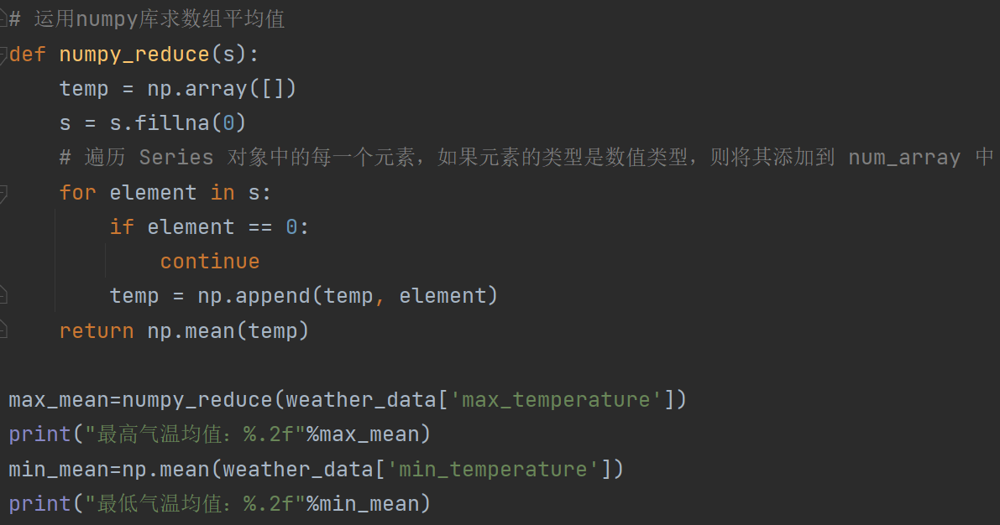 # 运用numpy库求数组平均值
def numpy_reduce(s):
    temp = np.array([])
    s = s.fillna(0)
    # 遍历 Series 对象中的每一个元素，如果元素的类型是数值类型，则将其添加到 num_array 中
    for element in s:
        if element == 0:
            continue
        temp = np.append(temp, element)
    return np.mean(temp)

max_mean=numpy_reduce(weather_data['max_temperature'])
print("最高气温均值：%.2f"%max_mean)
min_mean=np.mean(weather_data['min_temperature'])
print("最低气温均值：%.2f"%min_mean)